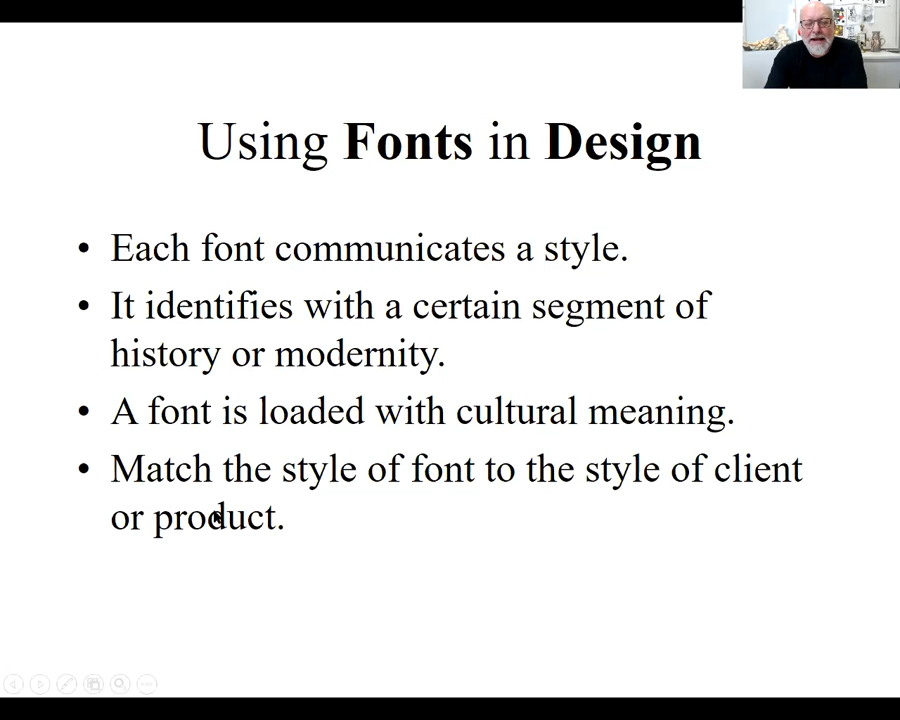 Using Fonts in Design
• Each font communicates a style.
• It identifies with a certain segment of
history or modernity.
• A font is loaded with cultural meaning.
• Match the style of font to the style of client
or product.